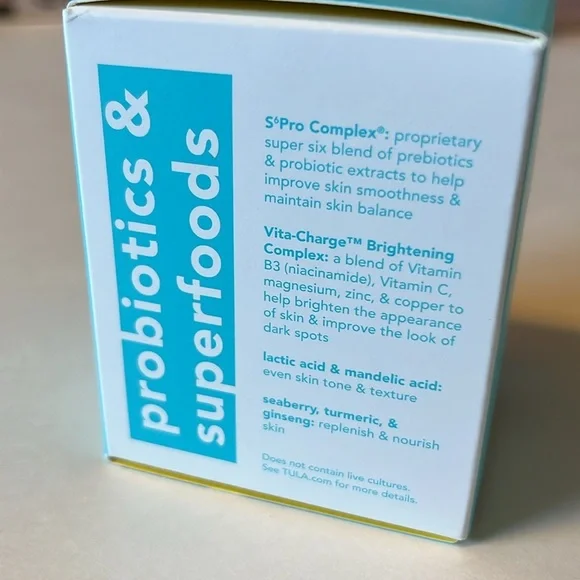 probiotics &
superfoods
S⁶Pro Complex®: proprietary
super six blend of prebiotics
& probiotic extracts to help
improve skin smoothness &
maintain skin balance
Vita-Charge™ Brightening
Complex: a blend of Vitamin
B3 (niacinamide), Vitamin C,
magnesium, zinc, & copper to
help brighten the appearance
of skin & improve the look of
dark spots
lactic acid & mandelic acid:
even skin tone & texture
seaberry, turmeric, &
ginseng: replenish & nourish
skin
Does not contain live cultures.
See TULA.com for more details.